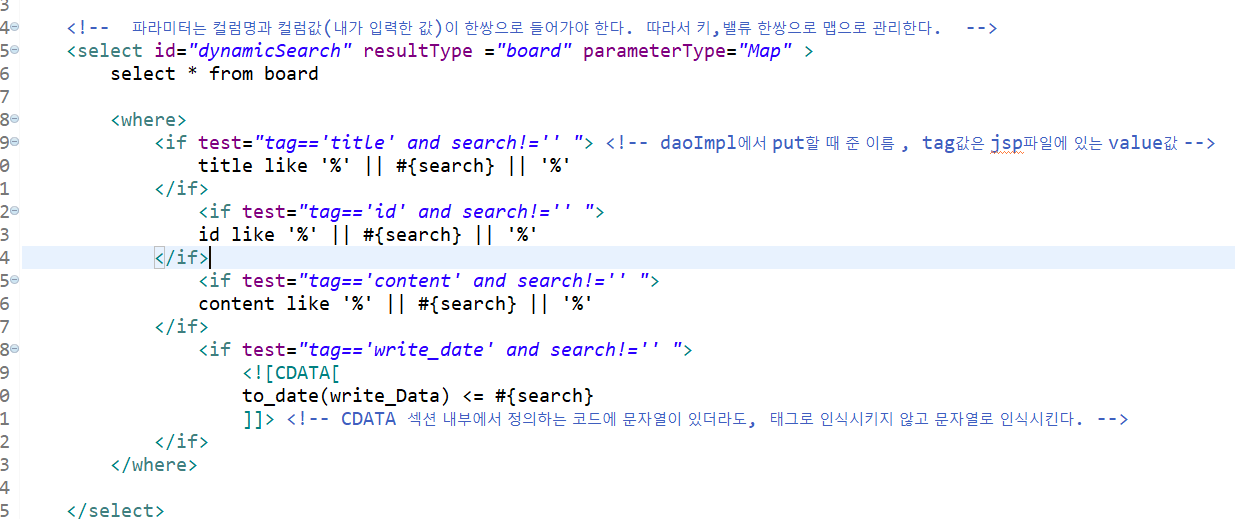 3
4 <!--  파라미터는 컬럼명과 컬럼값(내가 입력한 값)이 한쌍으로 들어가야 한다. 따라서 키,밸류 한쌍으로 맵으로 관리한다.  -->
5 <select id="dynamicSearch" resultType ="board" parameterType="Map" >
6 select * from board
7
8 <where>
9 <if test="tag=='title' and search!='' "> <!-- daoImpl에서 put할 때 준 이름 , tag값은 jsp파일에 있는 value값 -->
0 title like '%' || #{search} || '%'
1 </if>
2 <if test="tag=='id' and search!='' ">
3 id like '%' || #{search} || '%'
4 </if>
5 <if test="tag=='content' and search!='' ">
6 content like '%' || #{search} || '%'
7 </if>
8 <if test="tag=='write_date' and search!='' ">
9 <![CDATA[
0 to_date(write_Data) <= #{search}
1 ]]> <!-- CDATA 섹션 내부에서 정의하는 코드에 문자열이 있더라도, 태그로 인식시키지 않고 문자열로 인식시킨다. -->
2 </if>
3 </where>
4
5 </select>